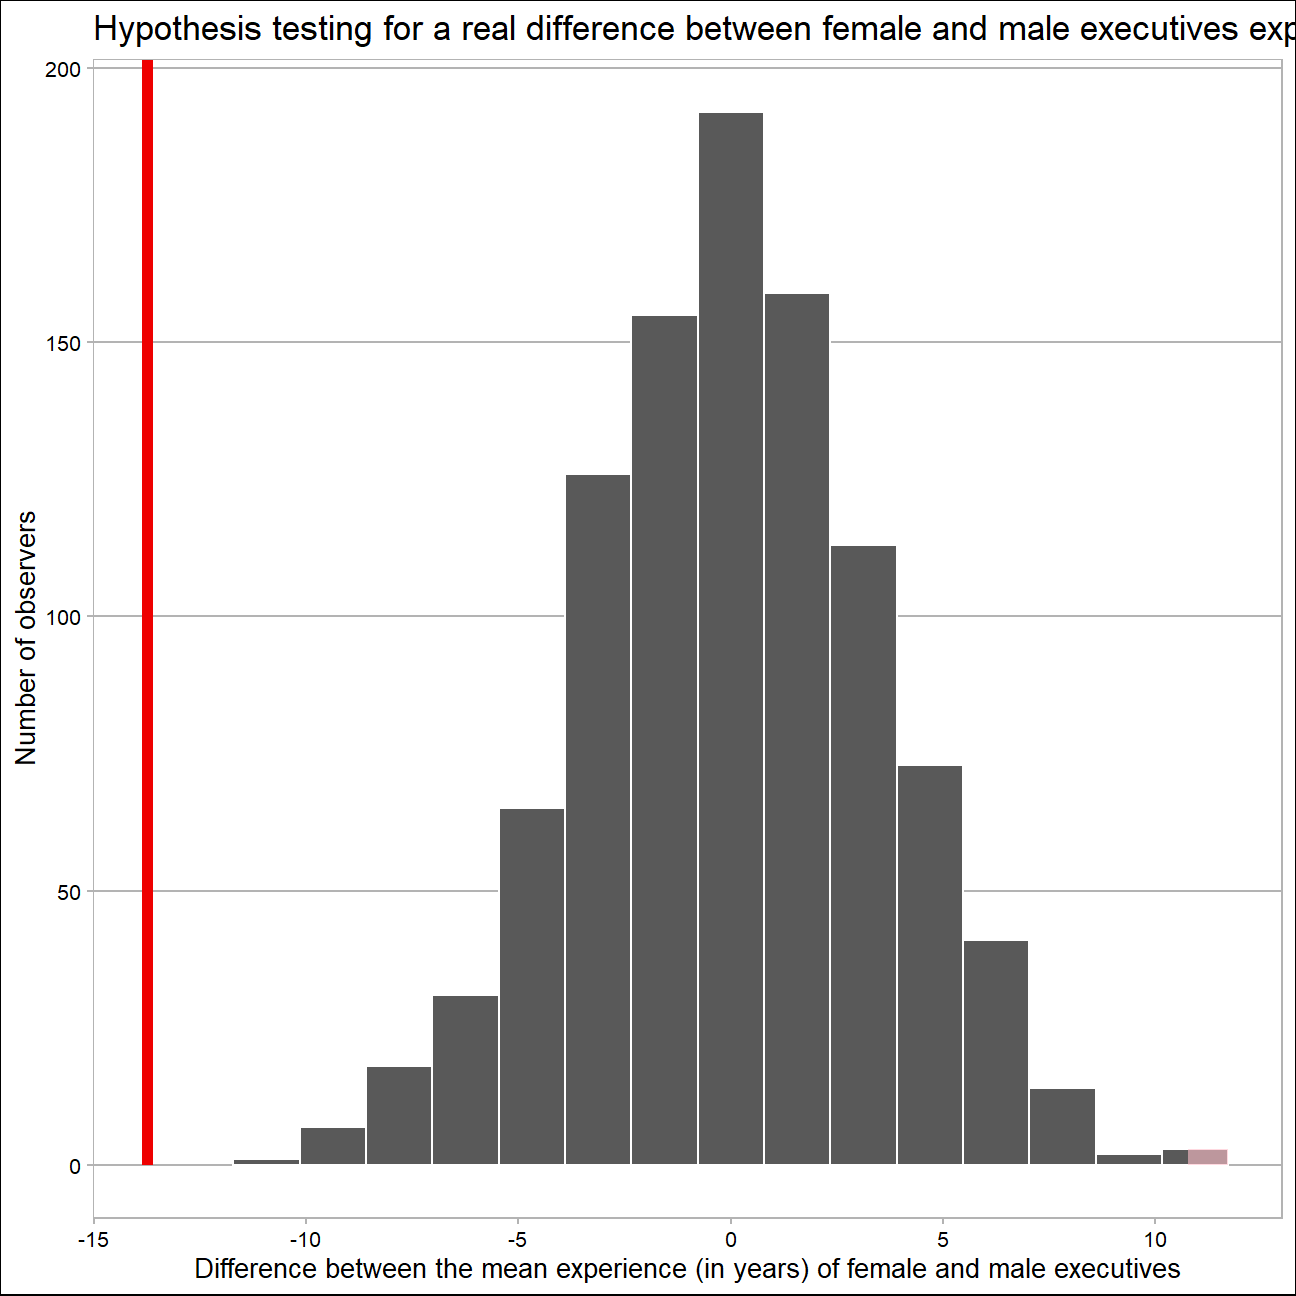 Hypothesis testing for a real difference between female and male executives exp
200
150
100
50
0
Number of observers
-15 -10 -5 0 5 10
Difference between the mean experience (in years) of female and male executives